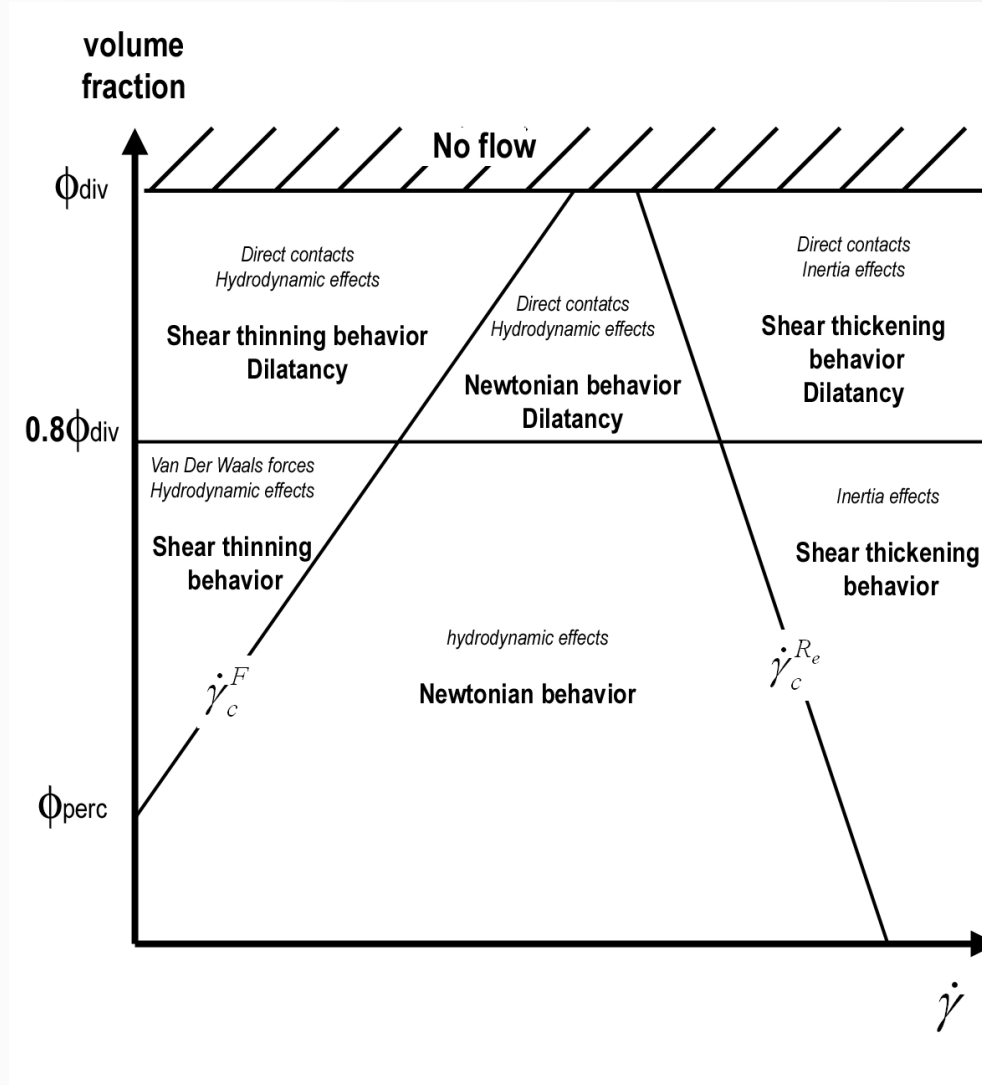 volume
fraction
No flow
ϕdiv
Direct contacts
Hydrodynamic effects
Shear thinning behavior
Dilatancy
Direct contatcs
Hydrodynamic effects
Newtonian behavior
Dilatancy
Direct contacts
Inertia effects
Shear thickening
behavior
Dilatancy
0.8ϕdiv
Van Der Waals forces
Hydrodynamic effects
Shear thinning
behavior
Inertia effects
Shear thickening
behavior
hydrodynamic effects
Newtonian behavior
γ̇cF
γ̇cRe
ϕperc
γ̇